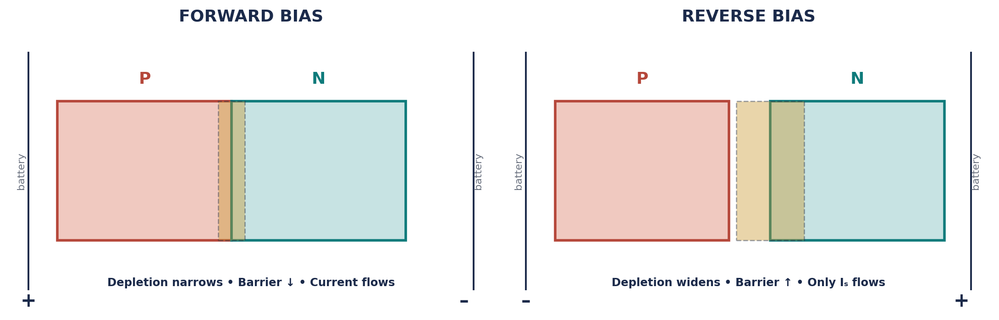 FORWARD BIAS
P
N
battery
battery
Depletion narrows • Barrier ↓ • Current flows
+
–
REVERSE BIAS
P
N
battery
battery
Depletion widens • Barrier ↑ • Only Iₛ flows
–
+